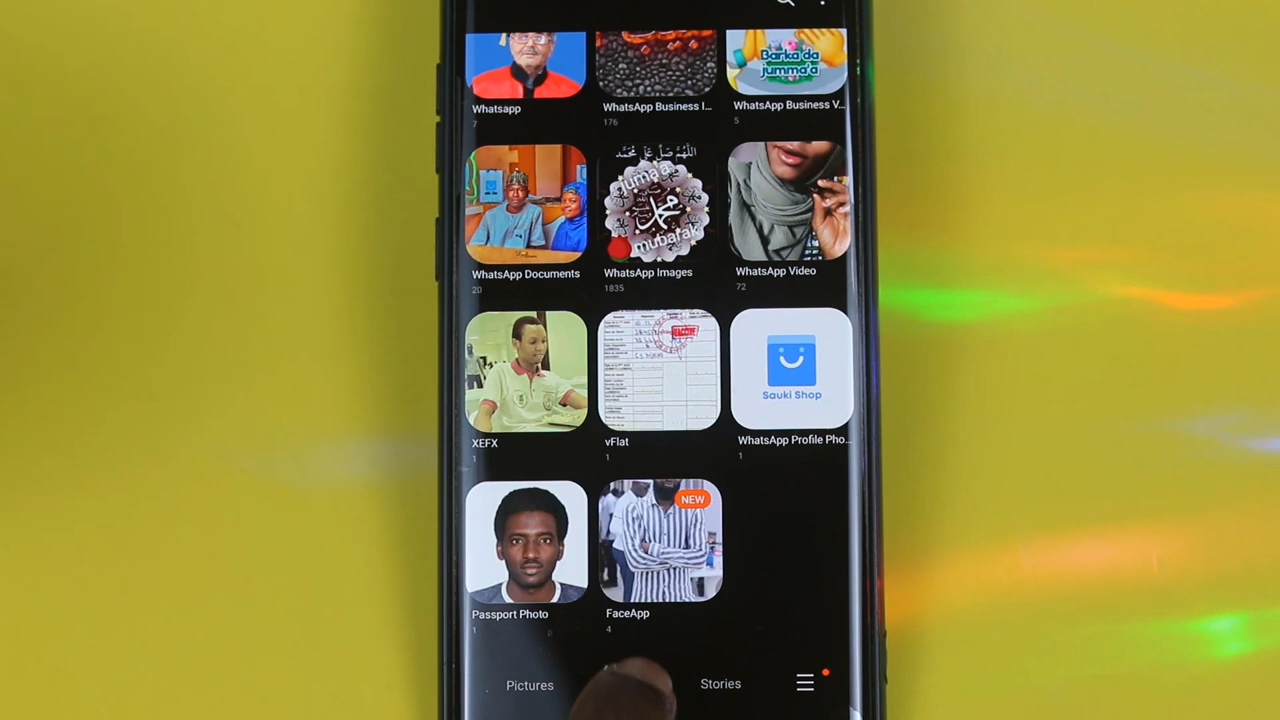 Barka da
jumma'a
Whatsapp
7
WhatsApp Business I...
176
WhatsApp Business V...
5
اللَّهُمَّ صَلِّ عَلَى مُحَمَّد
محمد
mubarak
WhatsApp Documents
20
WhatsApp Images
1835
WhatsApp Video
72
Sauki Shop
XEFX
1
vFlat
1
WhatsApp Profile Pho...
1
NEW
Passport Photo
1
FaceApp
4
Pictures
Stories